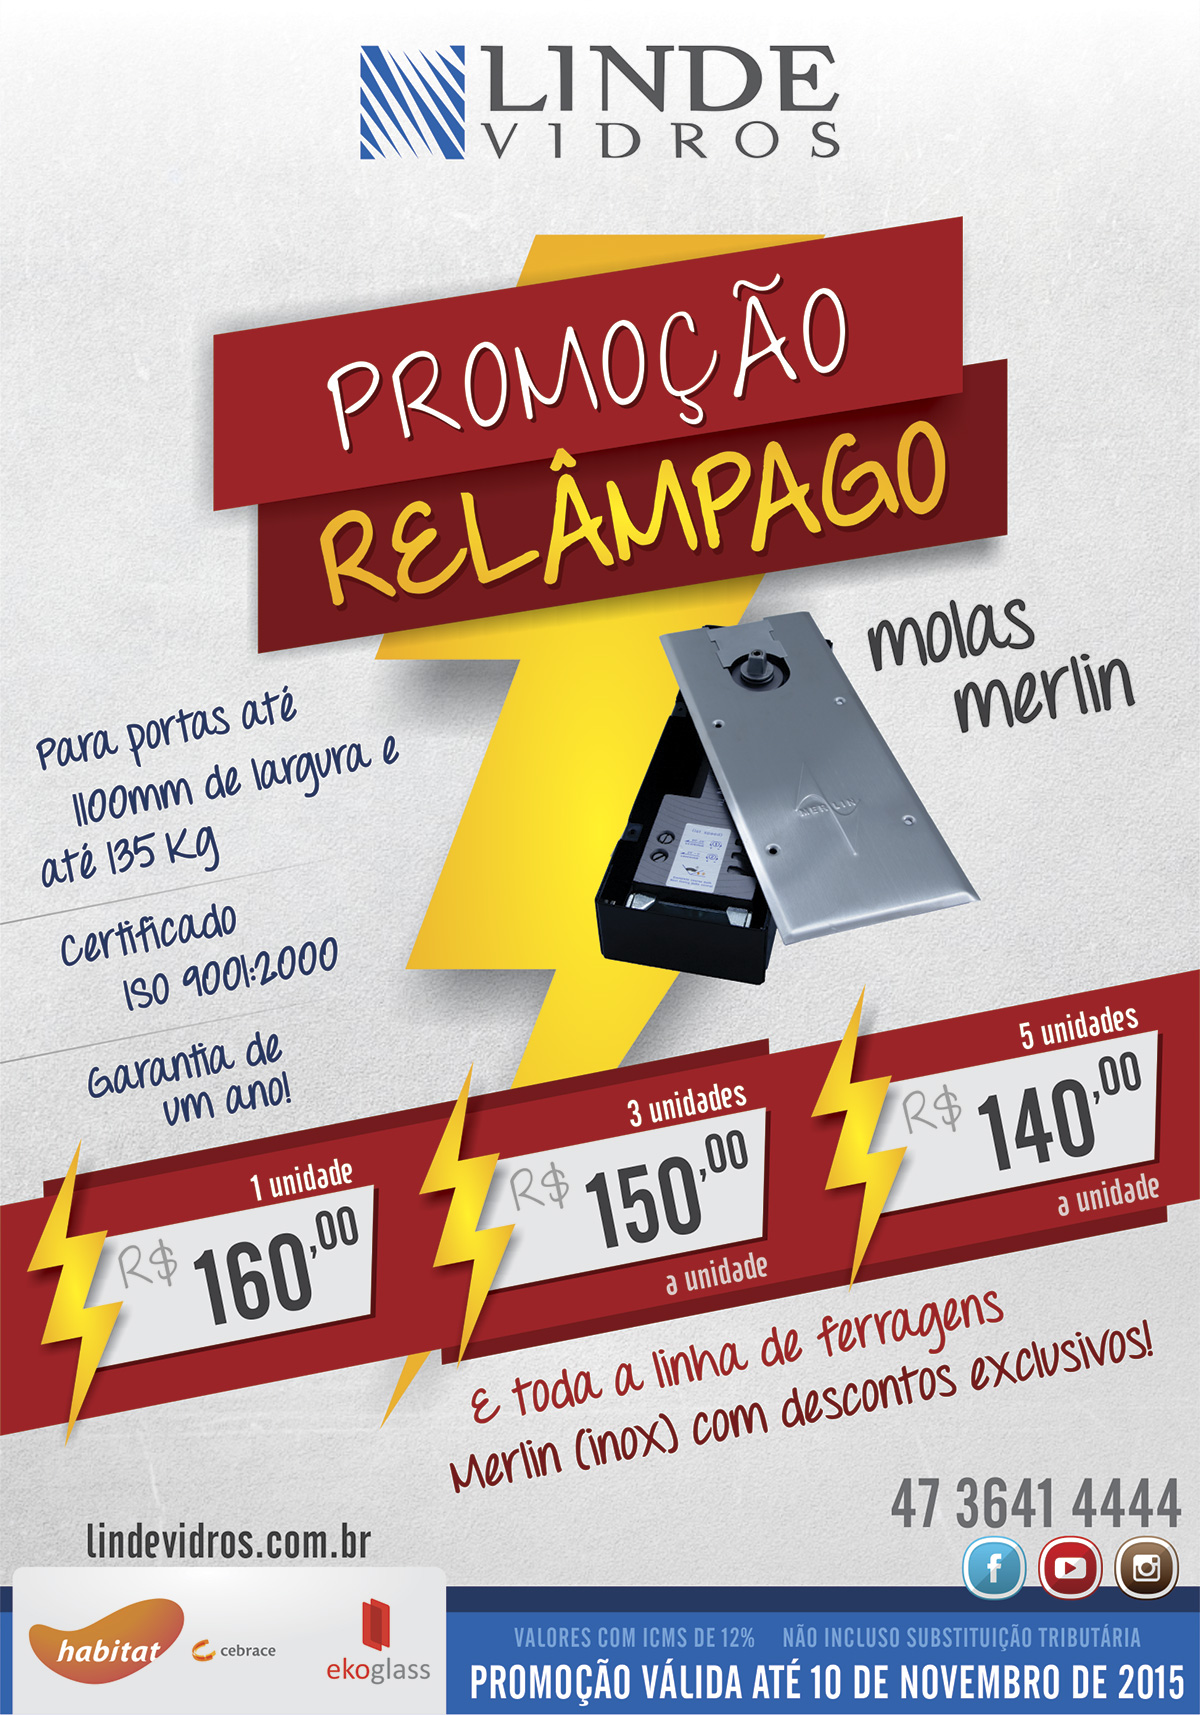 LINDE
VIDROS
PROMOÇÃO
RELÂMPAGO
molas
merlin
Para portas até
1100mm de largura e
até 135 Kg
Certificado
ISO 9001:2000
Garantia de
um ano!
MERLIN
1 unidade
R$ 160,00
3 unidades
R$ 150,00
a unidade
5 unidades
R$ 140,00
a unidade
E toda a linha de ferragens
Merlin (inox) com descontos exclusivos!
47 3641 4444
lindevidros.com.br
habitat
cebrace
ekoglass
VALORES COM ICMS DE 12% NÃO INCLUSO SUBSTITUIÇÃO TRIBUTÁRIA
PROMOÇÃO VÁLIDA ATÉ 10 DE NOVEMBRO DE 2015